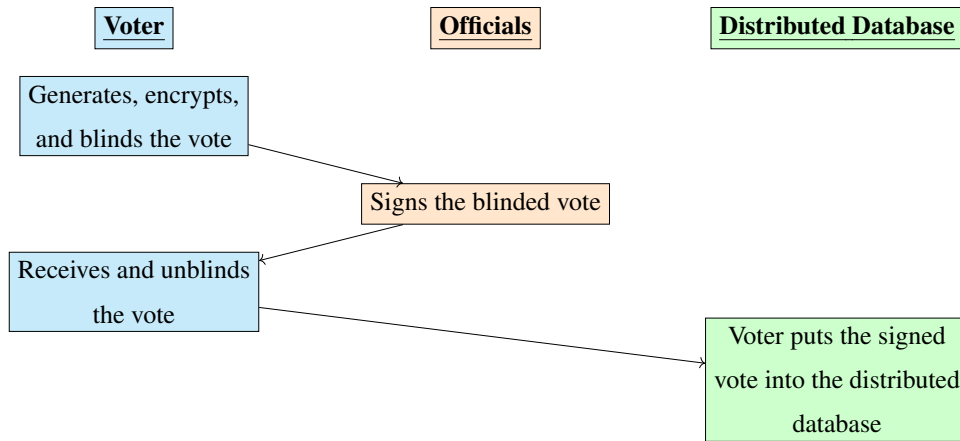 Voter
Officials
Distributed Database
Generates, encrypts,
and blinds the vote
Signs the blinded vote
Receives and unblinds
the vote
Voter puts the signed
vote into the distributed
database